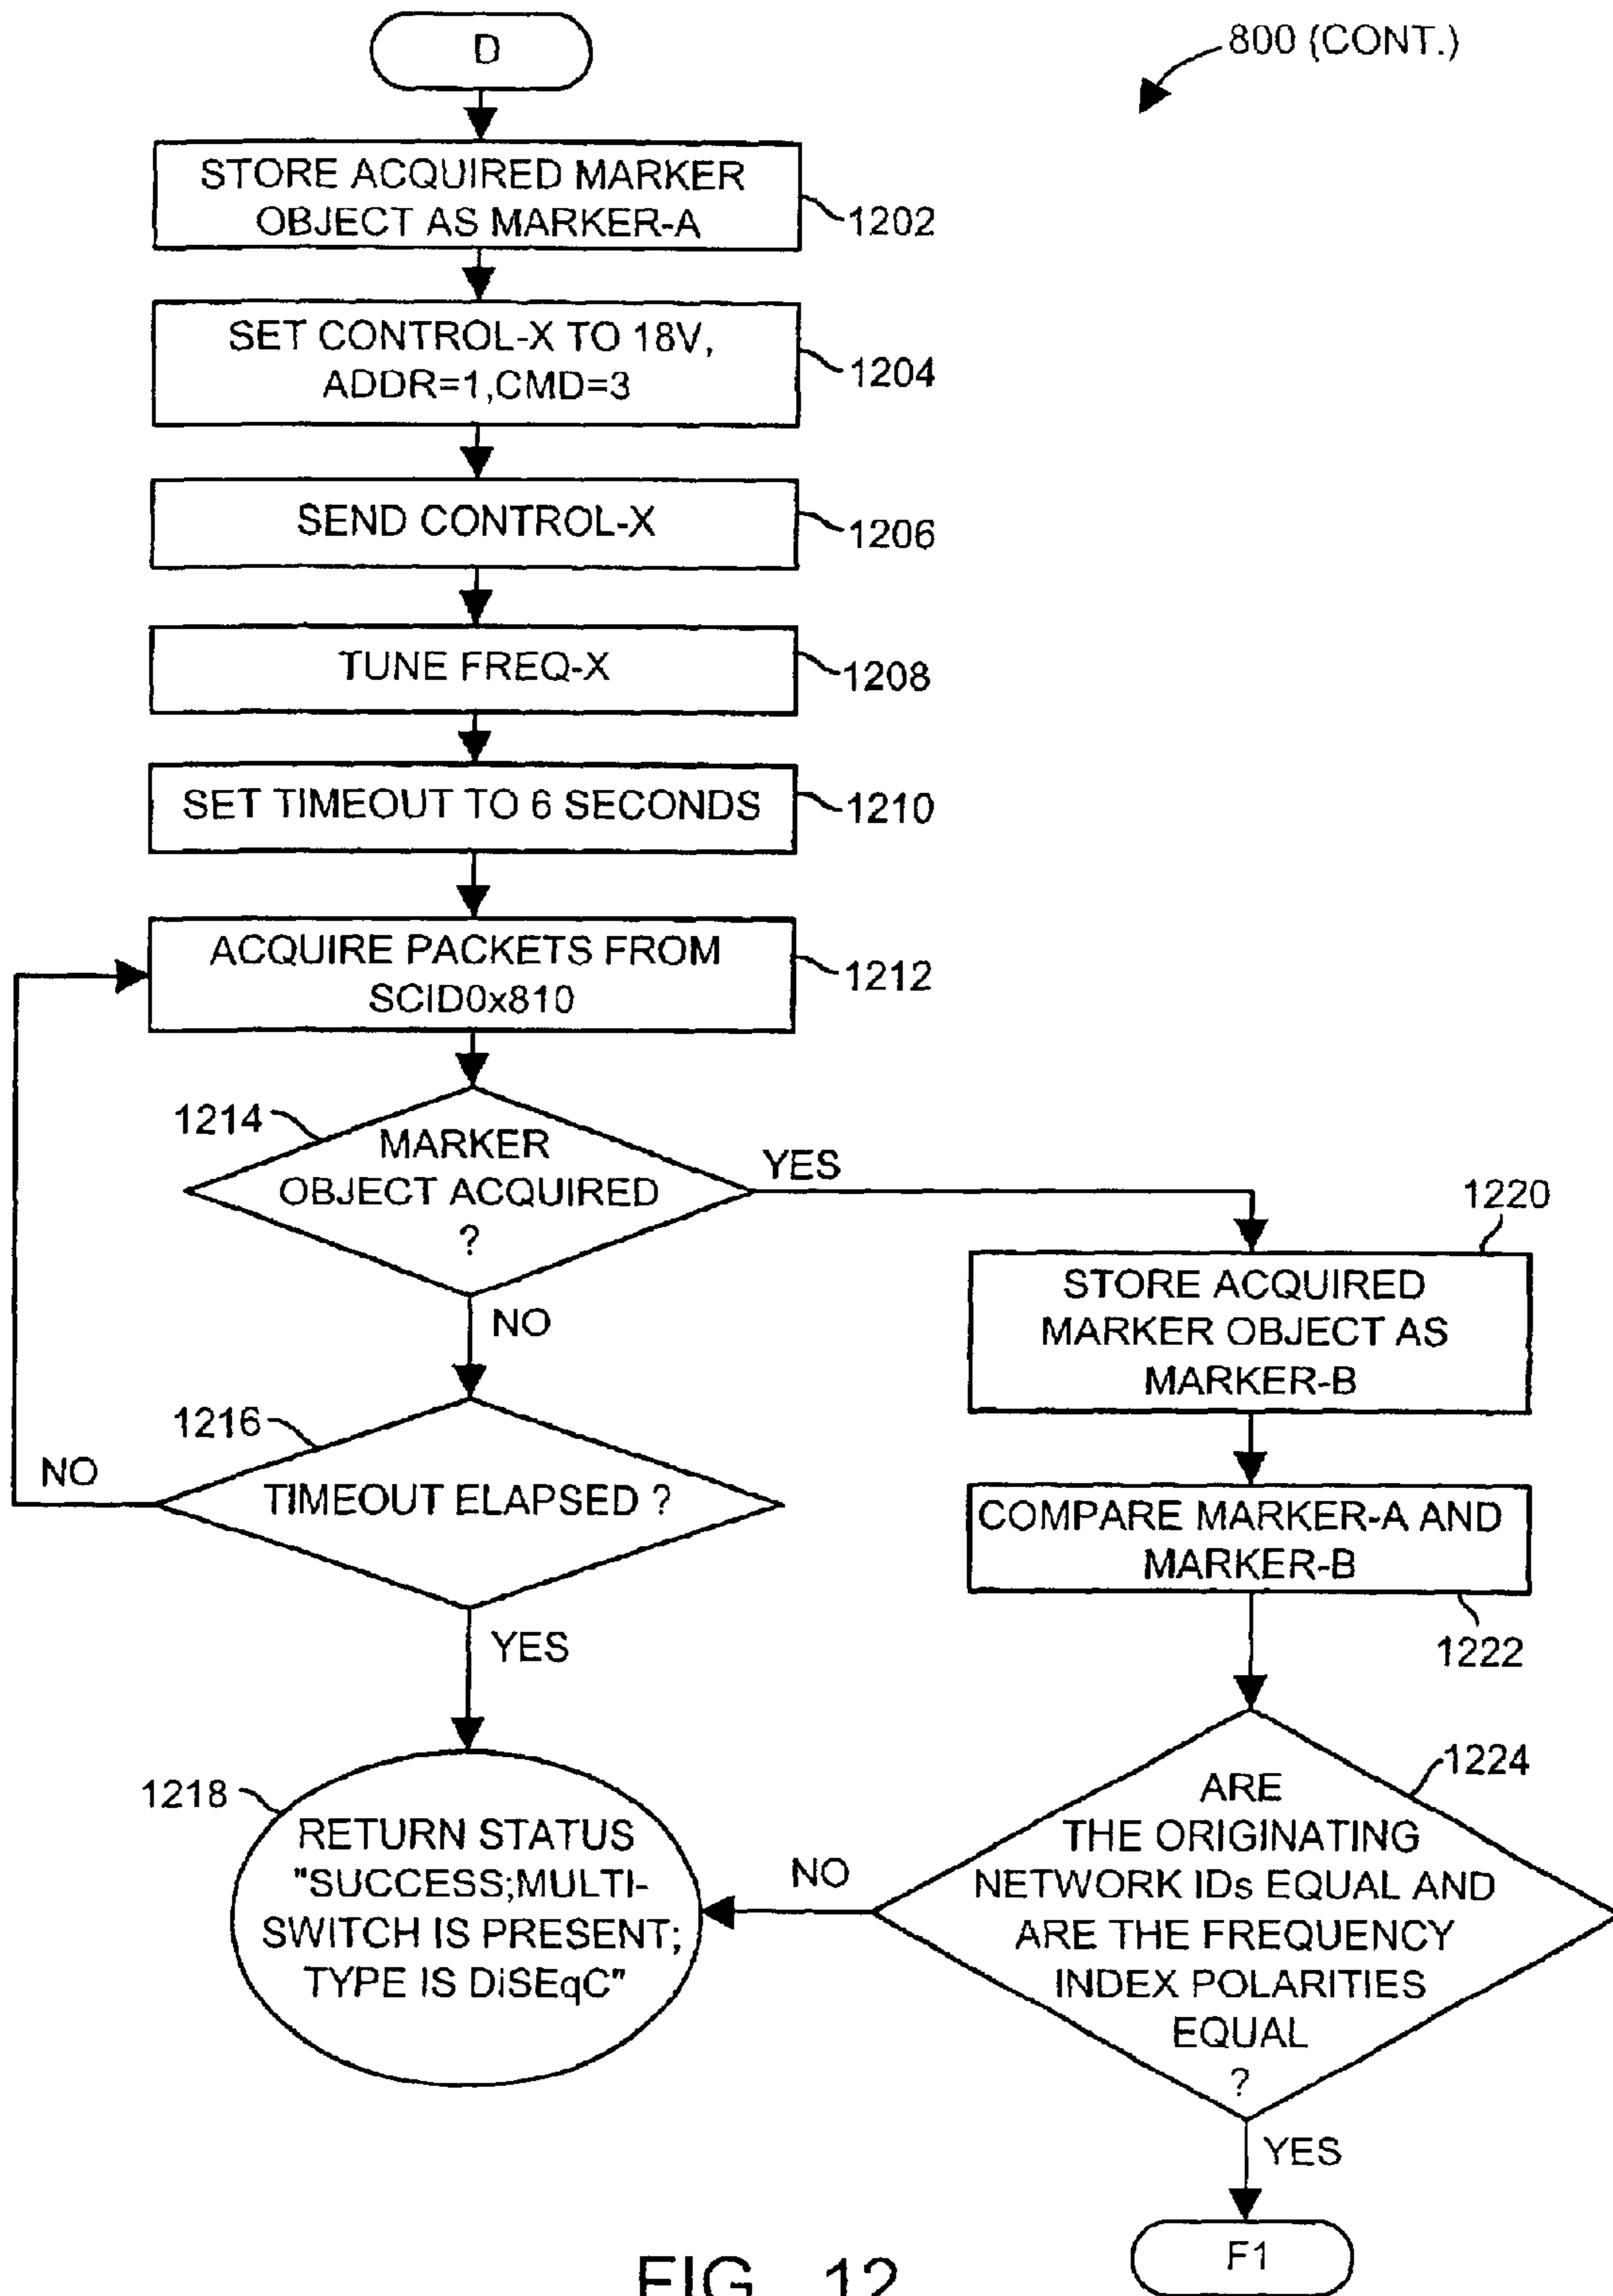 D
800 (CONT.)
STORE ACQUIRED MARKER
OBJECT AS MARKER-A
1202
SET CONTROL-X TO 18V,
ADDR=1,CMD=3
1204
SEND CONTROL-X
1206
TUNE FREQ-X
1208
SET TIMEOUT TO 6 SECONDS
1210
ACQUIRE PACKETS FROM
SCID0x810
1212
1214
MARKER
OBJECT ACQUIRED
?
YES
NO
1220
STORE ACQUIRED
MARKER OBJECT AS
MARKER-B
1216
TIMEOUT ELAPSED ?
NO
YES
COMPARE MARKER-A AND
MARKER-B
1222
1218
RETURN STATUS
"SUCCESS;MULTI-
SWITCH IS PRESENT;
TYPE IS DiSEqC"
1224
ARE
THE ORIGINATING
NETWORK IDs EQUAL AND
ARE THE FREQUENCY
INDEX POLARITIES
EQUAL
?
NO
YES
F1
FIG. 12